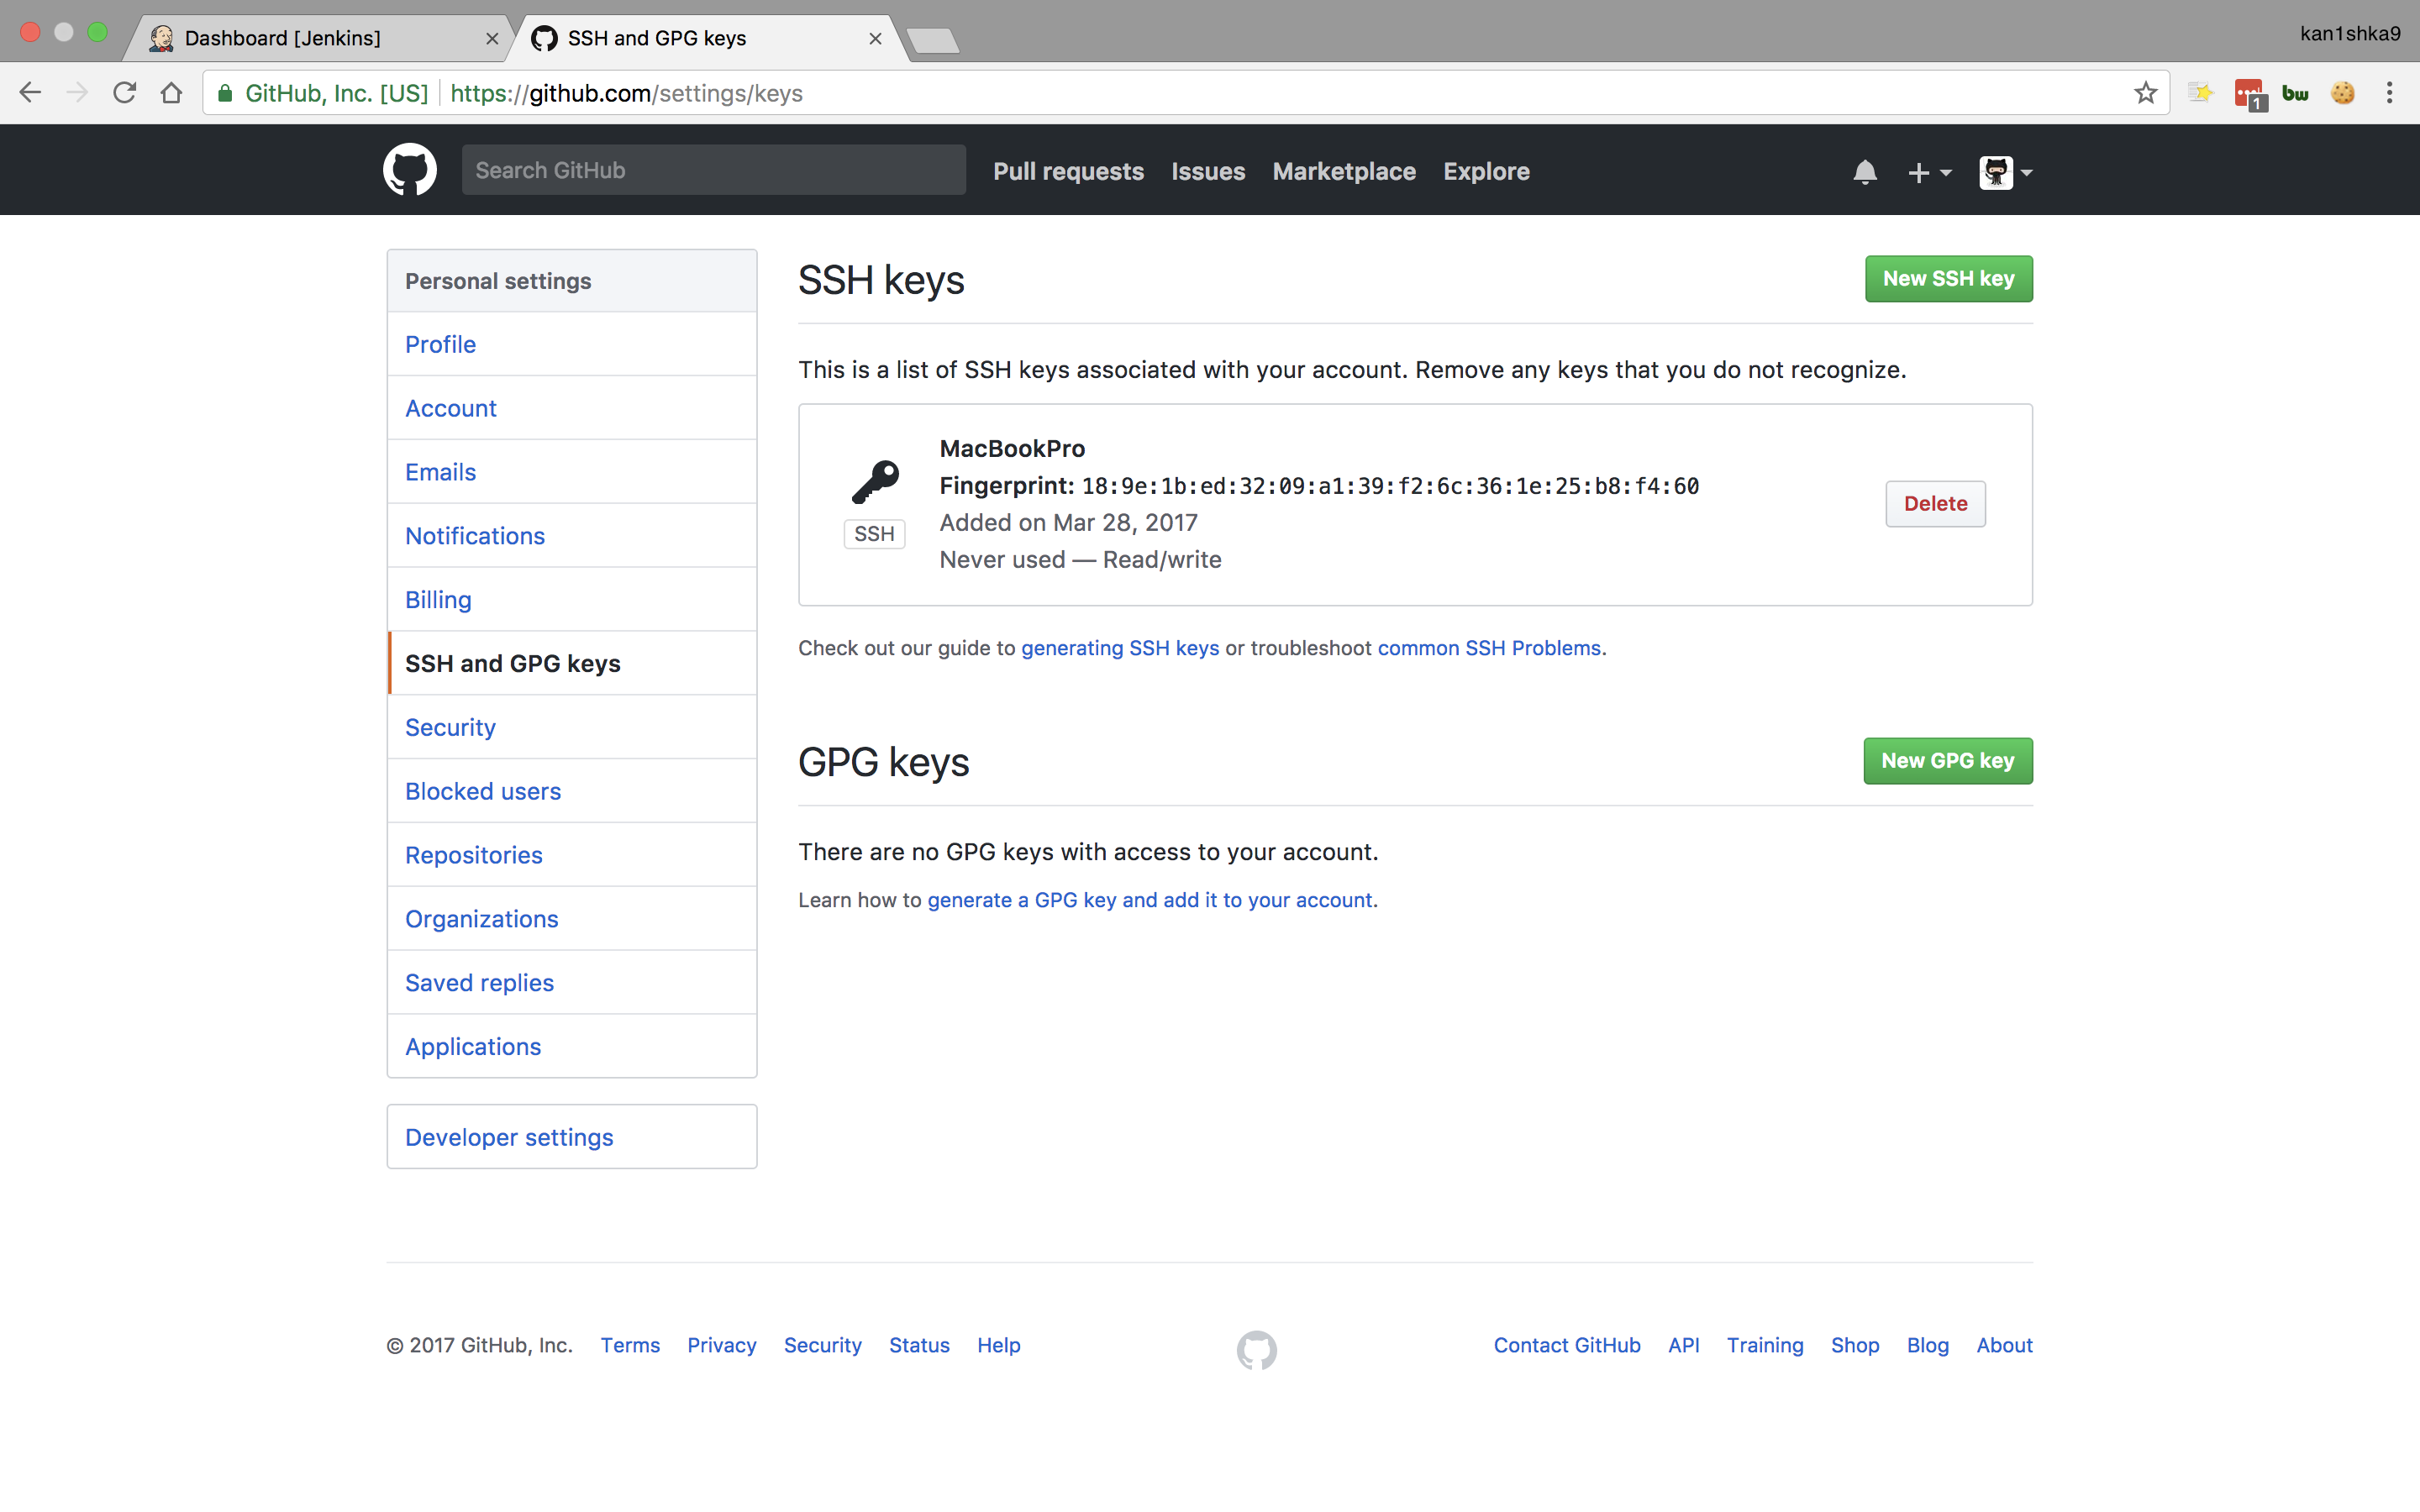 Dashboard [Jenkins]
SSH and GPG keys
kan1shka9
GitHub, Inc. [US]
https://github.com/settings/keys
1
bw
Search GitHub
Pull requests
Issues
Marketplace
Explore
Personal settings
Profile
Account
Emails
Notifications
Billing
SSH and GPG keys
Security
Blocked users
Repositories
Organizations
Saved replies
Applications
Developer settings
SSH keys
New SSH key
This is a list of SSH keys associated with your account. Remove any keys that you do not recognize.
MacBookPro
Fingerprint: 18:9e:1b:ed:32:09:a1:39:f2:6c:36:1e:25:b8:f4:60
Added on Mar 28, 2017
Never used — Read/write
SSH
Delete
Check out our guide to generating SSH keys or troubleshoot common SSH Problems.
GPG keys
New GPG key
There are no GPG keys with access to your account.
Learn how to generate a GPG key and add it to your account.
© 2017 GitHub, Inc. Terms Privacy Security Status Help
Contact GitHub API Training Shop Blog About